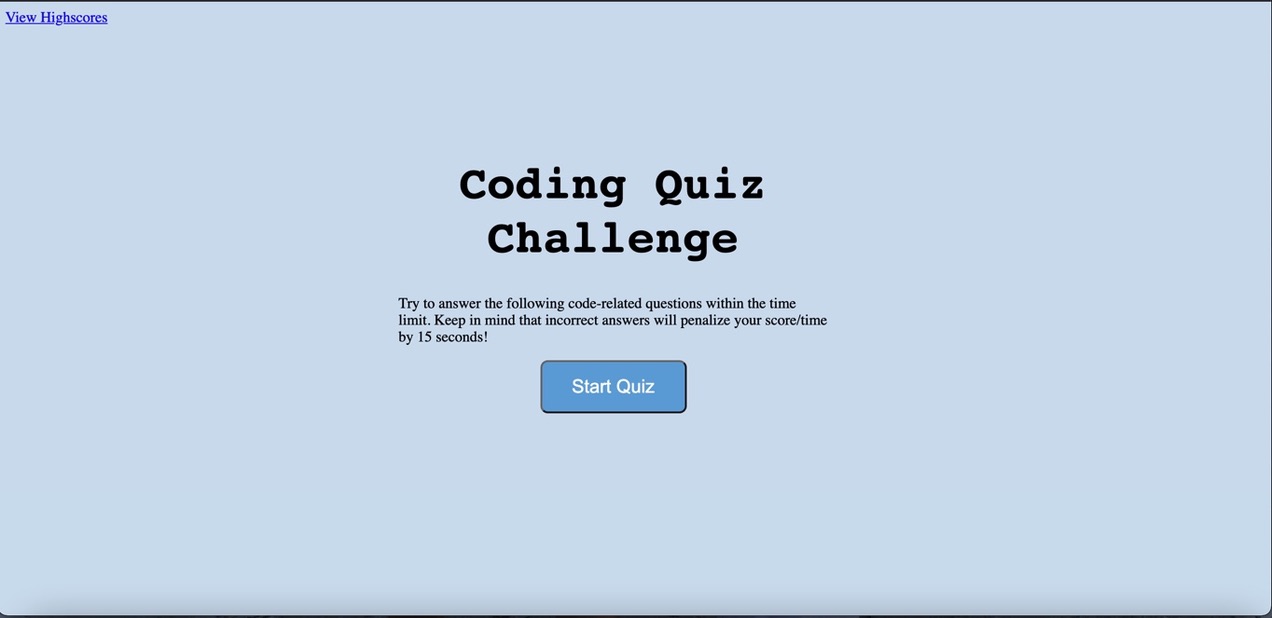 View Highscores
Coding Quiz
Challenge
Try to answer the following code-related questions within the time
limit. Keep in mind that incorrect answers will penalize your score/time
by 15 seconds!
Start Quiz